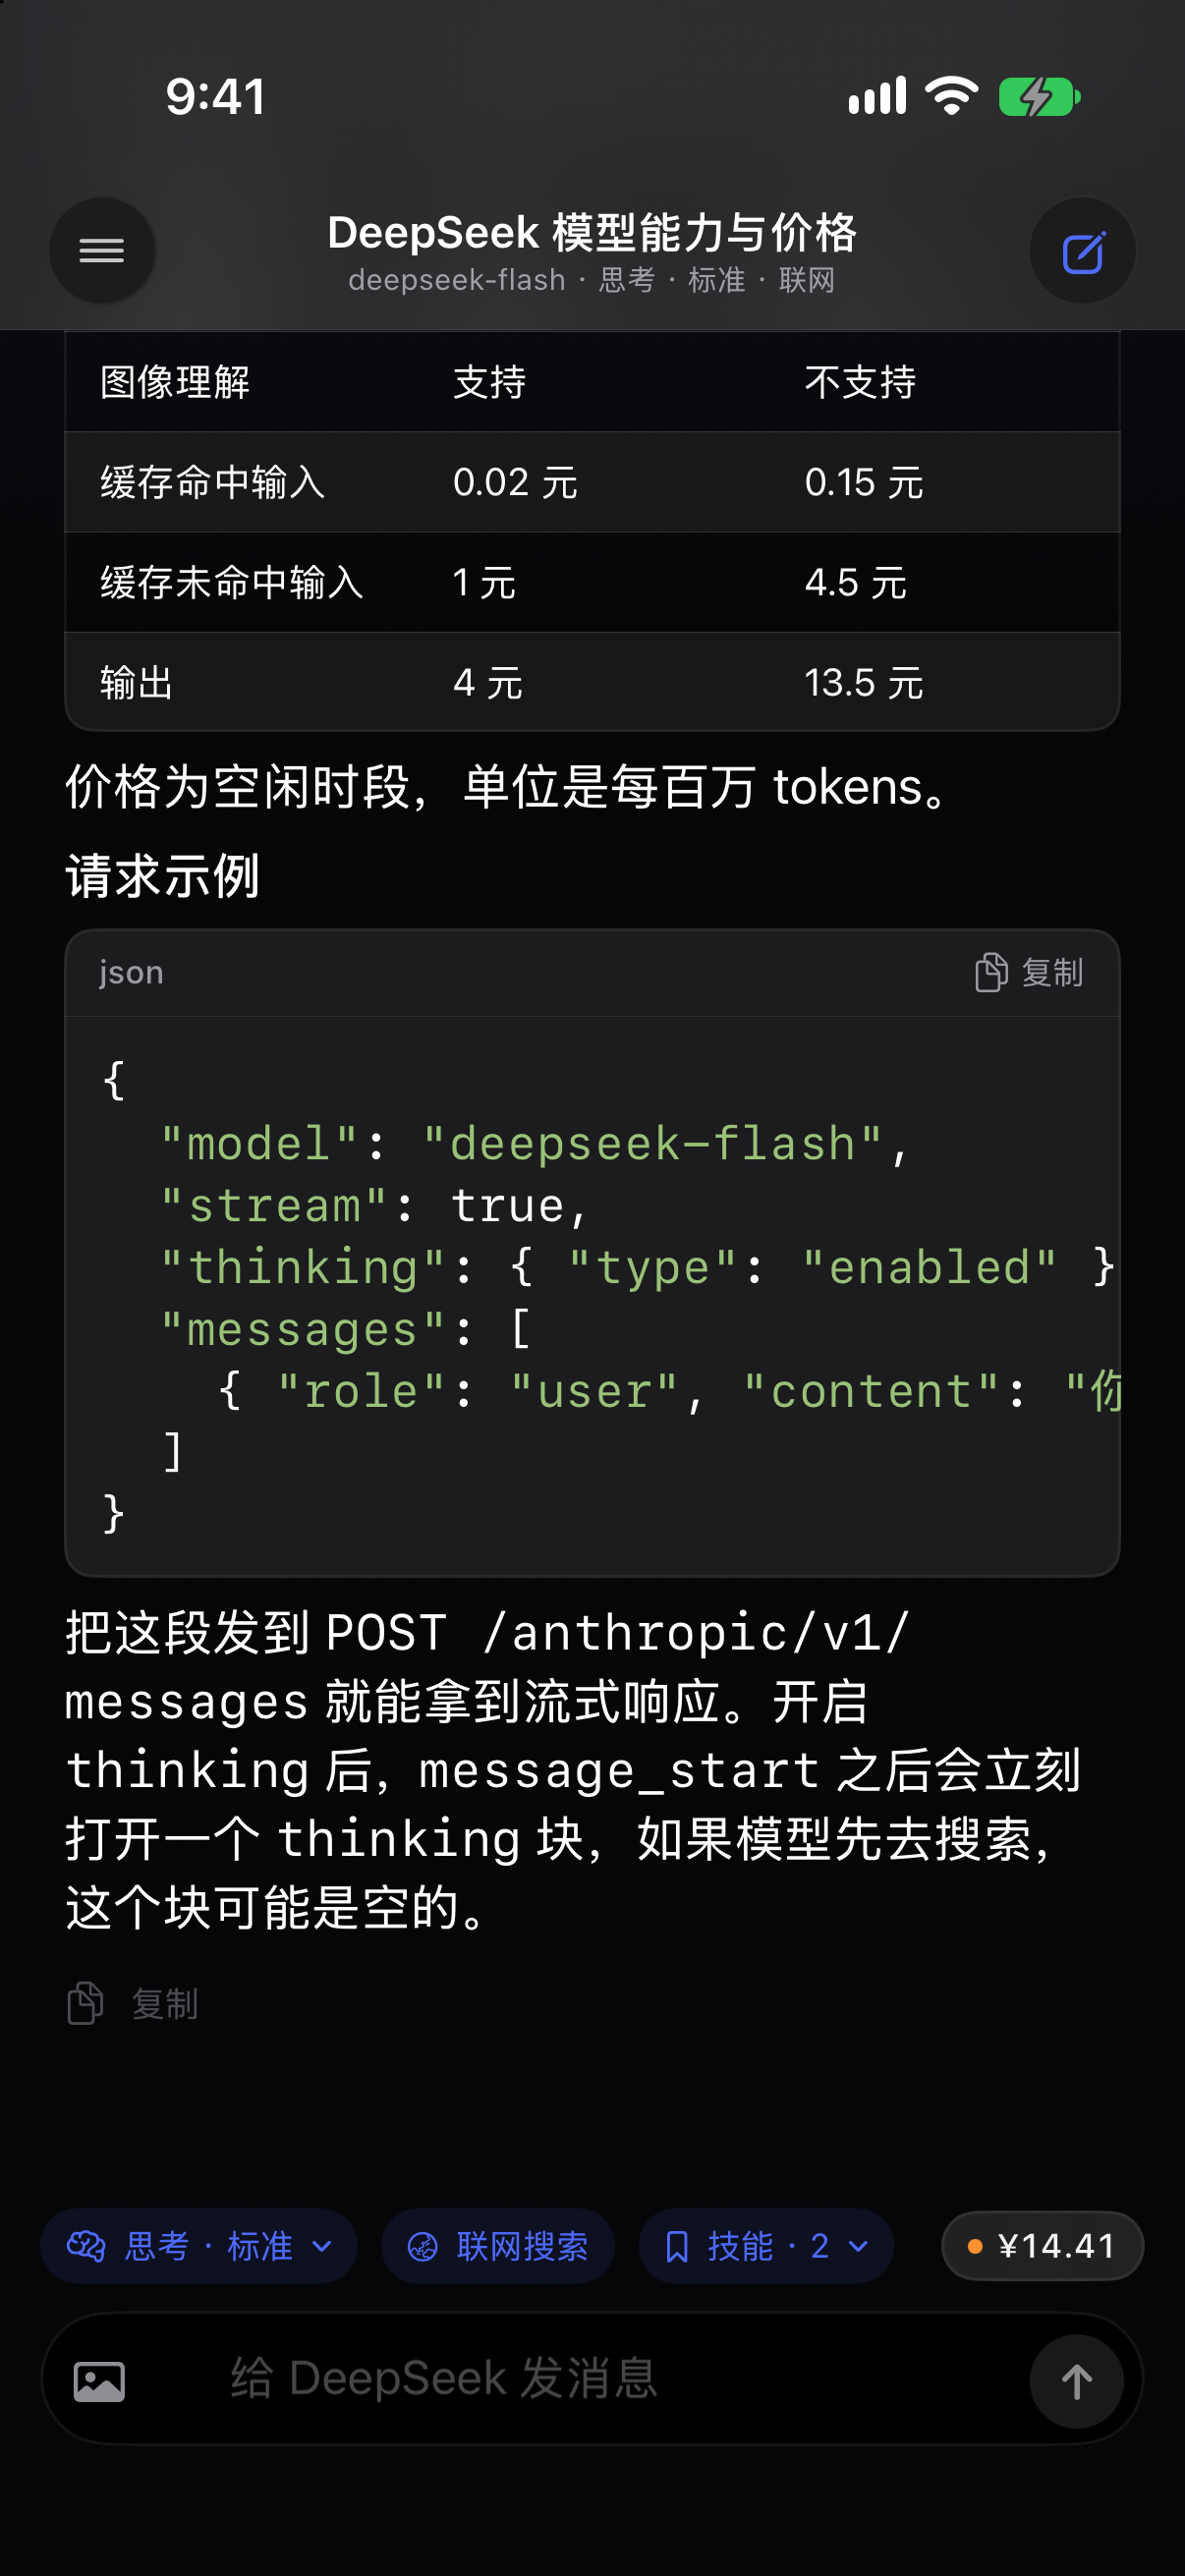 9:41
DeepSeek 模型能力与价格
deepseek-flash · 思考 · 标准 · 联网
图像理解 支持 不支持
缓存命中输入 0.02 元 0.15 元
缓存未命中输入 1 元 4.5 元
输出 4 元 13.5 元
价格为空闲时段，单位是每百万 tokens。
请求示例
json 复制
{
"model": "deepseek-flash",
"stream": true,
"thinking": { "type": "enabled" }
"messages": [
{ "role": "user", "content": "你
]
}
把这段发到 POST /anthropic/v1/
messages 就能拿到流式响应。开启
thinking 后，message_start 之后会立刻
打开一个 thinking 块，如果模型先去搜索，
这个块可能是空的。
复制
思考 · 标准 联网搜索 技能 · 2 ¥14.41
给 DeepSeek 发消息